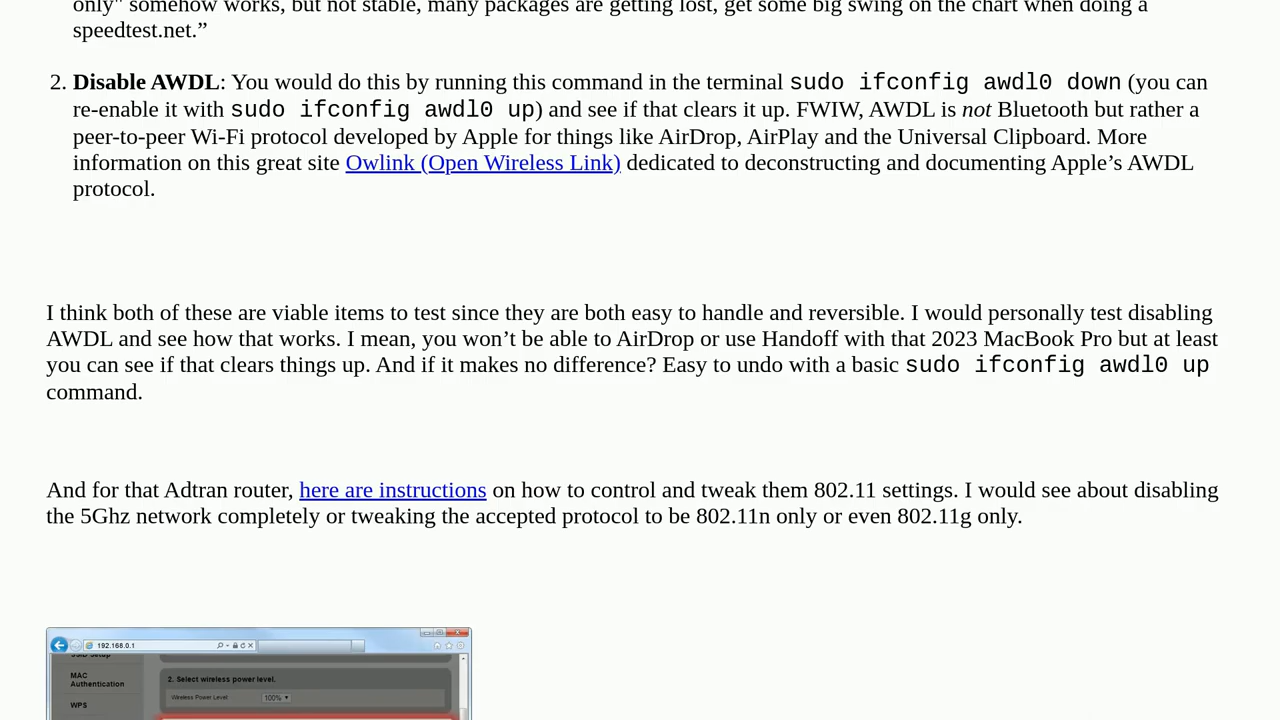 only" somehow works, but not stable, many packages are getting lost, get some big swing on the chart when doing a
speedtest.net.”
2. Disable AWDL: You would do this by running this command in the terminal sudo ifconfig awdl0 down (you can
re-enable it with sudo ifconfig awdl0 up) and see if that clears it up. FWIW, AWDL is not Bluetooth but rather a
peer-to-peer Wi-Fi protocol developed by Apple for things like AirDrop, AirPlay and the Universal Clipboard. More
information on this great site Owlink (Open Wireless Link) dedicated to deconstructing and documenting Apple’s AWDL
protocol.
I think both of these are viable items to test since they are both easy to handle and reversible. I would personally test disabling
AWDL and see how that works. I mean, you won’t be able to AirDrop or use Handoff with that 2023 MacBook Pro but at least
you can see if that clears things up. And if it makes no difference? Easy to undo with a basic sudo ifconfig awdl0 up
command.
And for that Adtran router, here are instructions on how to control and tweak them 802.11 settings. I would see about disabling
the 5Ghz network completely or tweaking the accepted protocol to be 802.11n only or even 802.11g only.
192.168.0.1
SSID Setup
MAC
Authentication
WPS
2. Select wireless power level.
Wireless Power Level: 100%